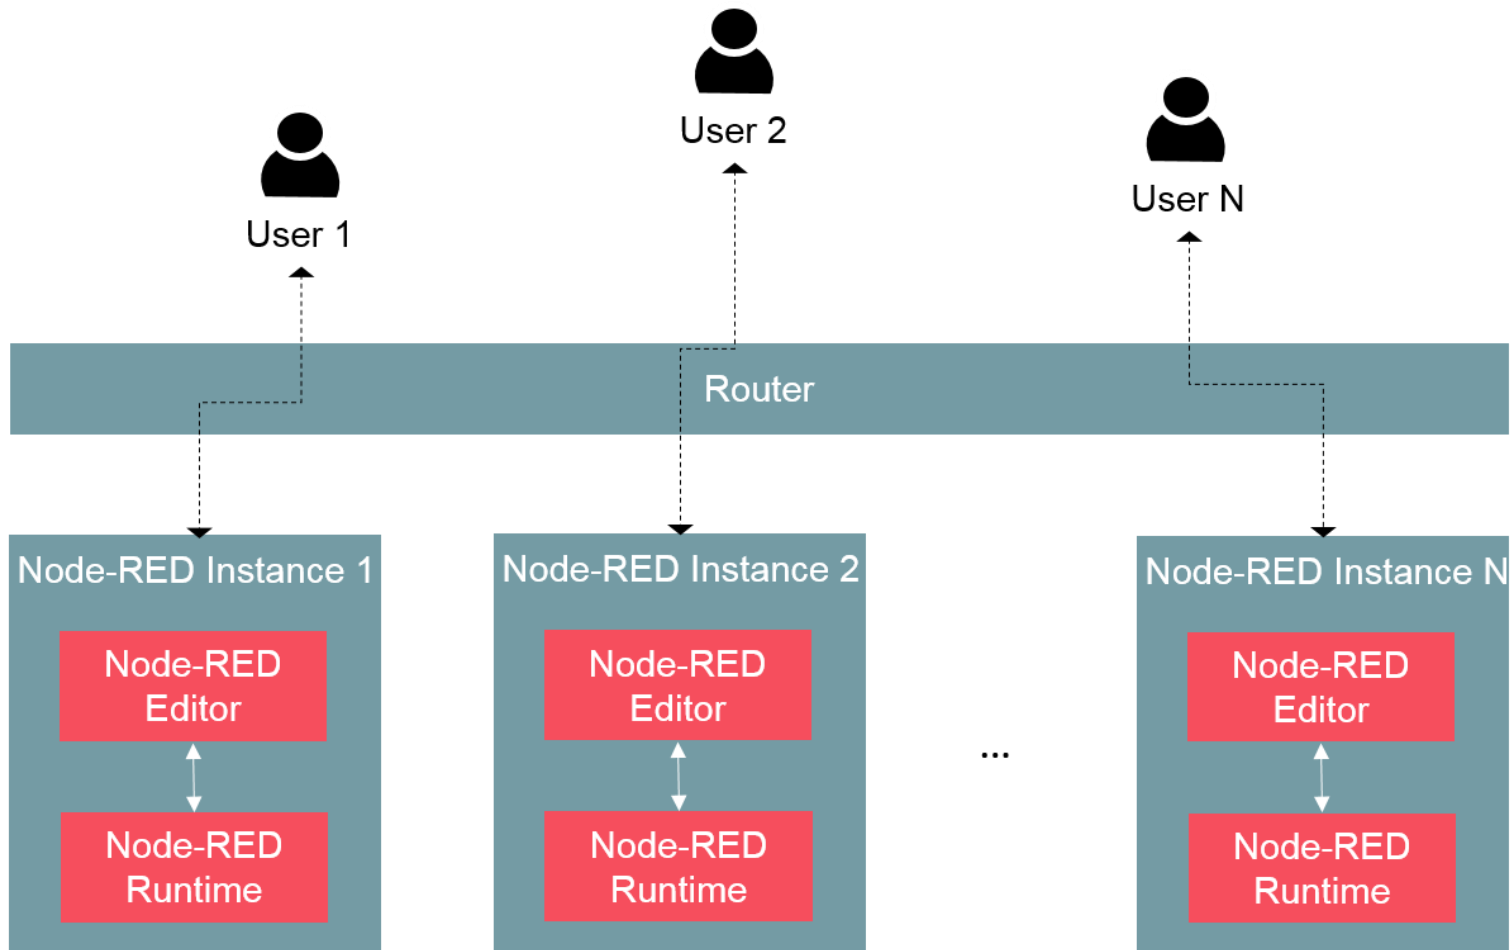 User 2
User N
User 1
Router
Node-RED Instance 1
Node-RED Instance 2
Node-RED Instance N
Node-RED
Editor
Node-RED
Editor
Node-RED
Editor
...
Node-RED
Runtime
Node-RED
Runtime
Node-RED
Runtime